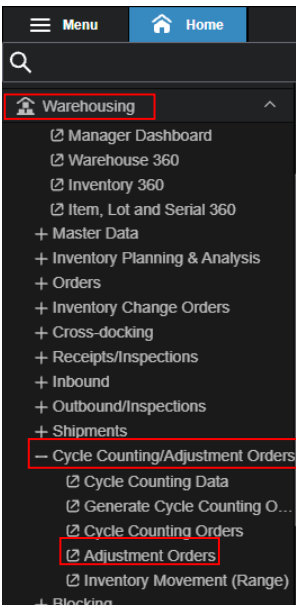 Menu Home
Warehousing
Manager Dashboard
Warehouse 360
Inventory 360
Item, Lot and Serial 360
+ Master Data
+ Inventory Planning & Analysis
+ Orders
+ Inventory Change Orders
+ Cross-docking
+ Receipts/Inspections
+ Inbound
+ Outbound/Inspections
+ Shipments
– Cycle Counting/Adjustment Orders
Cycle Counting Data
Generate Cycle Counting O...
Cycle Counting Orders
Adjustment Orders
Inventory Movement (Range)
+ Blocking